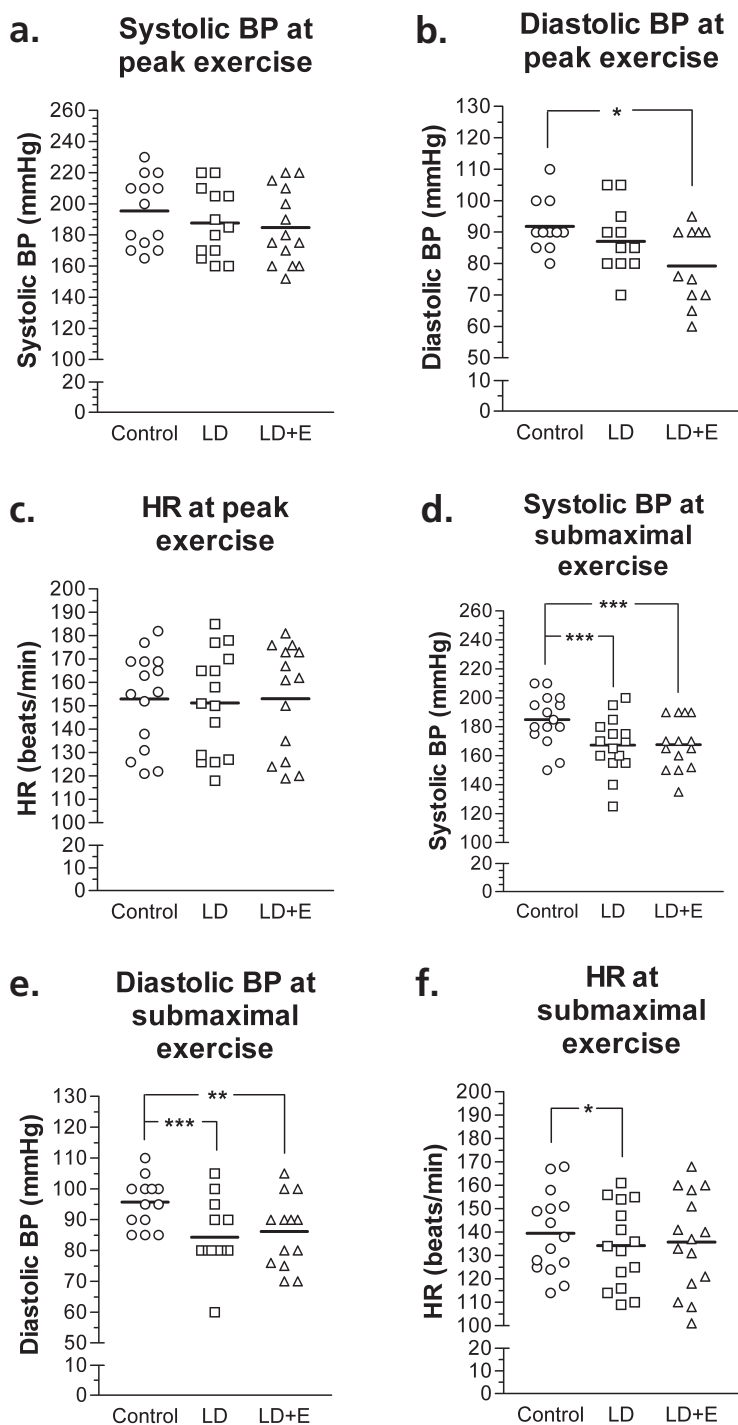 a.
Systolic BP at
peak exercise
Systolic BP (mmHg)
260
240
220
200
180
160
140
120
100
20
0
Control LD LD+E
b.
Diastolic BP at
peak exercise
Diastolic BP (mmHg)
130
120
110
100
90
80
70
60
50
10
0
*
Control LD LD+E
c.
HR at peak
exercise
HR (beats/min)
200
190
180
170
160
150
140
130
120
110
100
20
10
0
Control LD LD+E
d.
Systolic BP at
submaximal
exercise
Systolic BP (mmHg)
260
240
220
200
180
160
140
120
100
20
0
***
***
Control LD LD+E
e.
Diastolic BP at
submaximal
exercise
Diastolic BP (mmHg)
130
120
110
100
90
80
70
60
50
10
0
**
***
Control LD LD+E
f.
HR at
submaximal
exercise
HR (beats/min)
200
190
180
170
160
150
140
130
120
110
100
20
10
0
*
Control LD LD+E